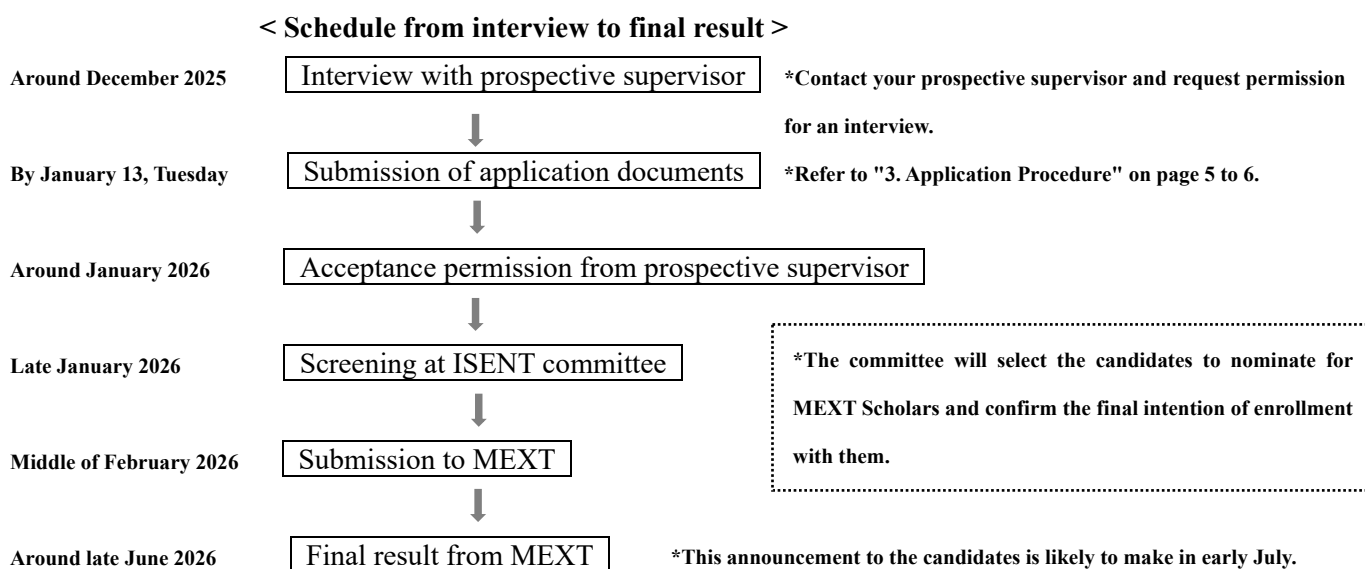 < Schedule from interview to final result >
Around December 2025
Interview with prospective supervisor
*Contact your prospective supervisor and request permission
for an interview.
By January 13, Tuesday
Submission of application documents
*Refer to "3. Application Procedure" on page 5 to 6.
Around January 2026
Acceptance permission from prospective supervisor
Late January 2026
Screening at ISENT committee
*The committee will select the candidates to nominate for
MEXT Scholars and confirm the final intention of enrollment
with them.
Middle of February 2026
Submission to MEXT
Around late June 2026
Final result from MEXT
*This announcement to the candidates is likely to make in early July.